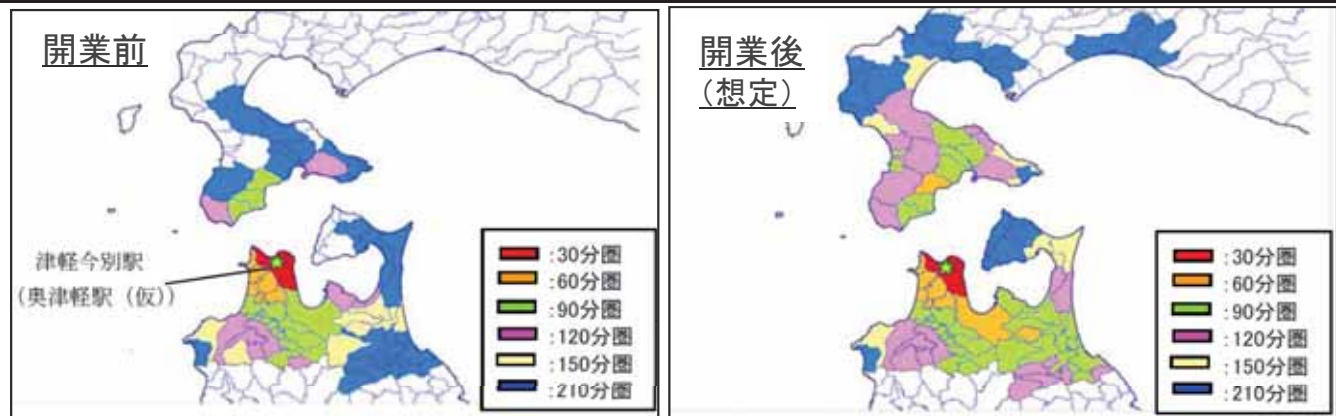 開業前
津軽今別駅
(奥津軽駅(仮))
:30分圏
:60分圏
:90分圏
:120分圏
:150分圏
:210分圏
開業後
(想定)
:30分圏
:60分圏
:90分圏
:120分圏
:150分圏
:210分圏